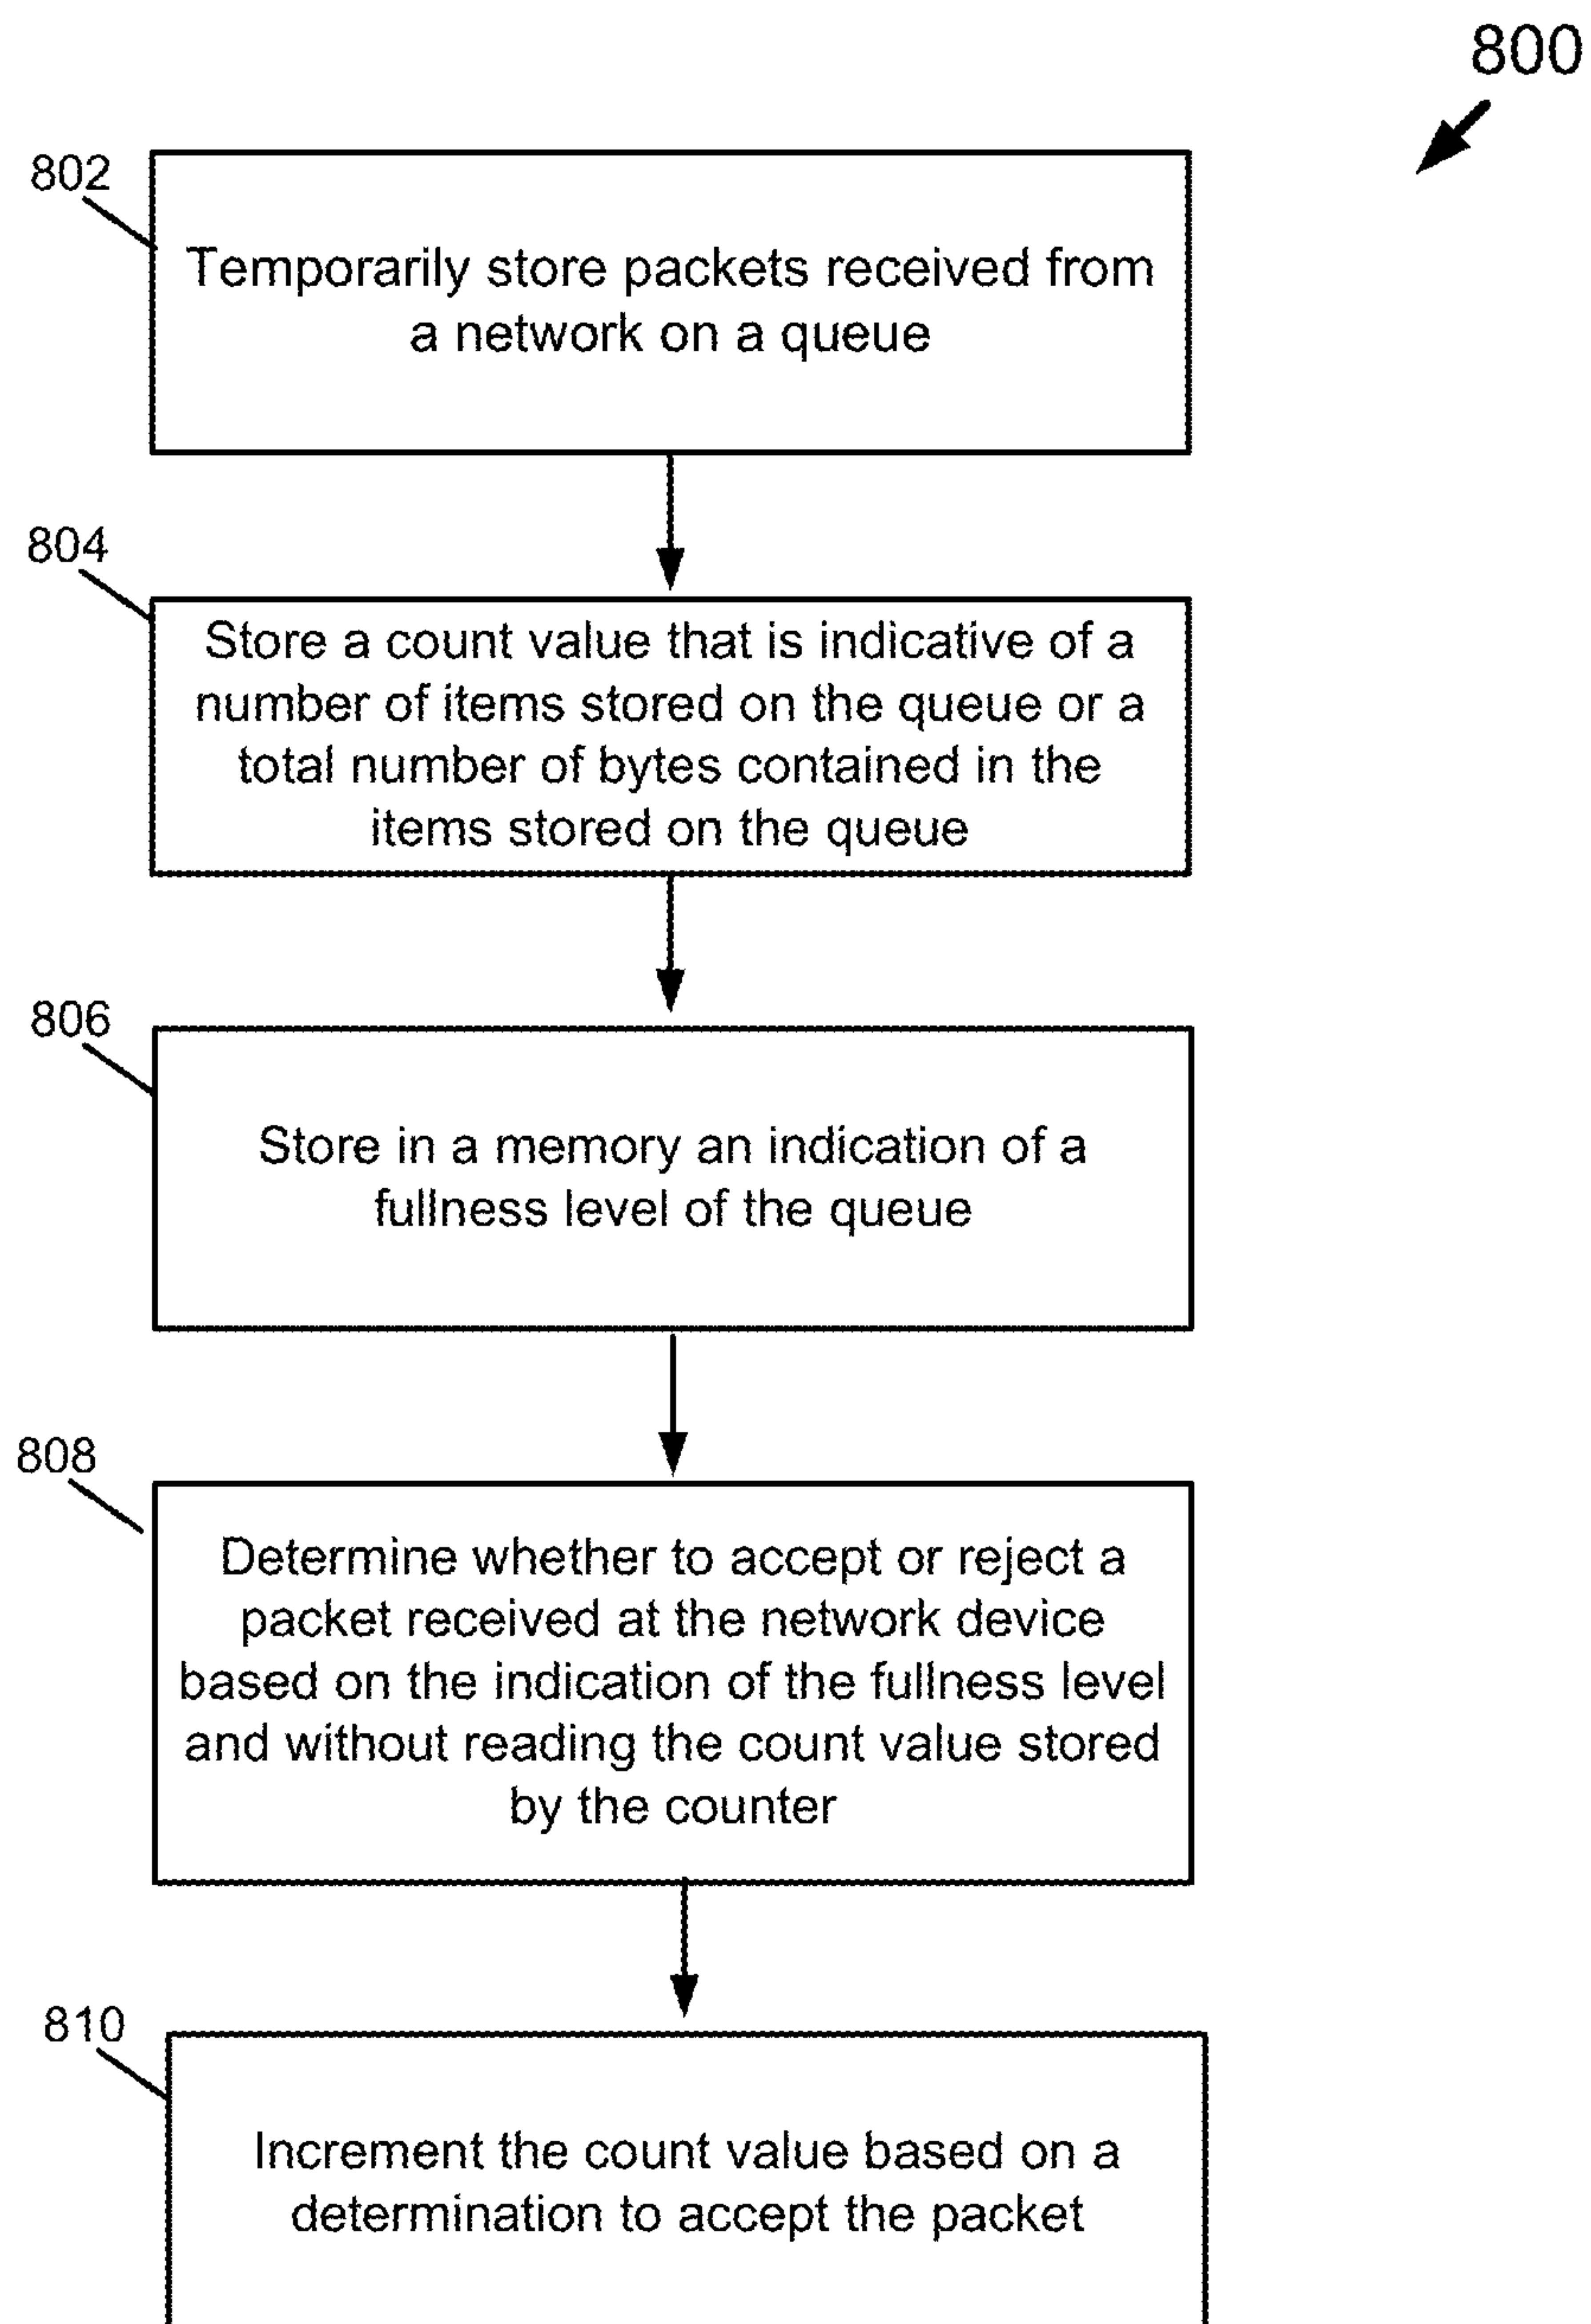 800
802
Temporarily store packets received from
a network on a queue
804
Store a count value that is indicative of a
number of items stored on the queue or a
total number of bytes contained in the
items stored on the queue
806
Store in a memory an indication of a
fullness level of the queue
808
Determine whether to accept or reject a
packet received at the network device
based on the indication of the fullness level
and without reading the count value stored
by the counter
810
Increment the count value based on a
determination to accept the packet